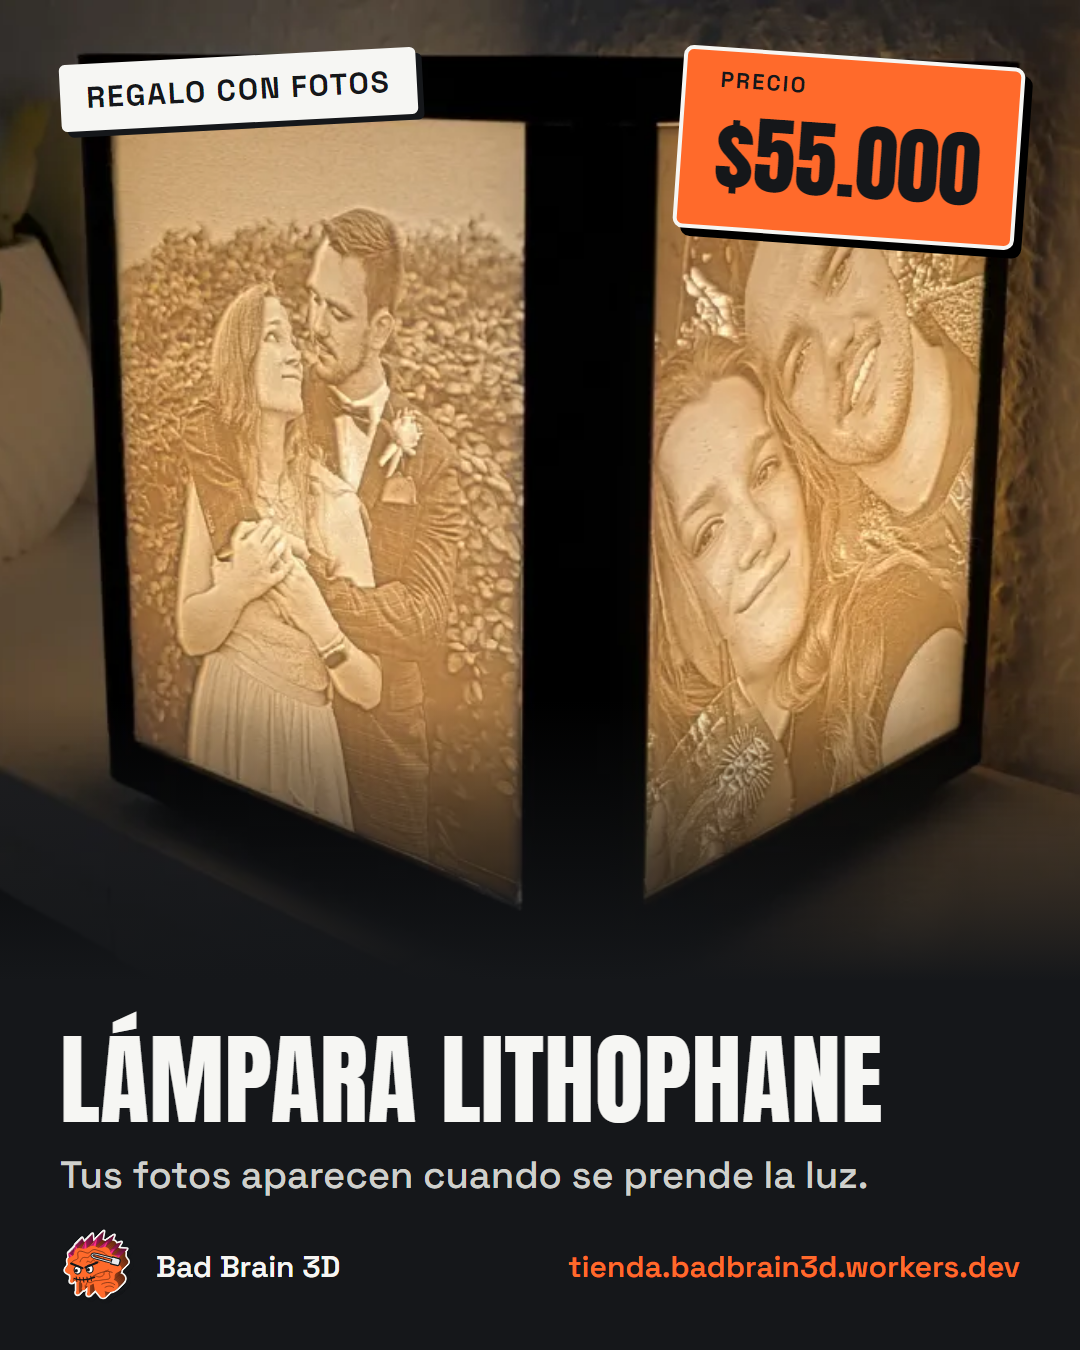 REGALO CON FOTOS
PRECIO
$55.000
LÁMPARA LITHOPHANE
Tus fotos aparecen cuando se prende la luz.
Bad Brain 3D
tienda.badbrain3d.workers.dev